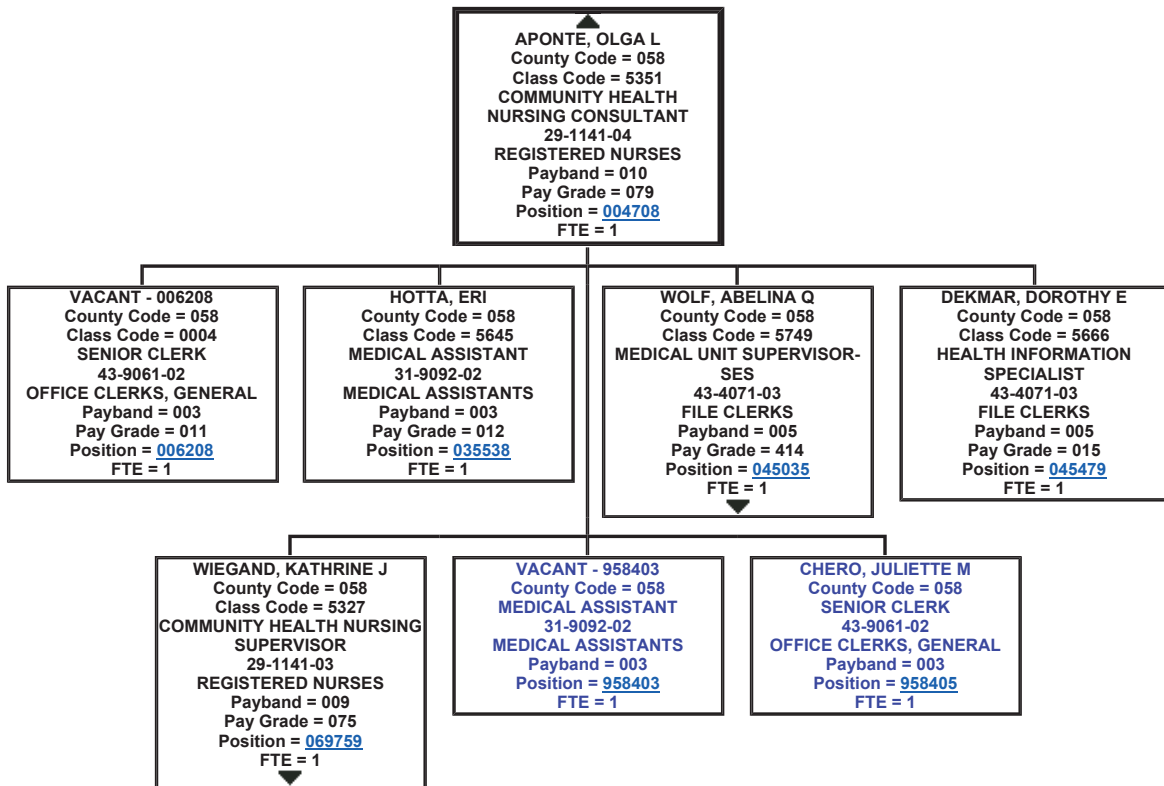 APONTE, OLGA L
County Code = 058
Class Code = 5351
COMMUNITY HEALTH
NURSING CONSULTANT
29-1141-04
REGISTERED NURSES
Payband = 010
Pay Grade = 079
Position = 004708
FTE = 1
VACANT - 006208
County Code = 058
Class Code = 0004
SENIOR CLERK
43-9061-02
OFFICE CLERKS, GENERAL
Payband = 003
Pay Grade = 011
Position = 006208
FTE = 1
HOTTA, ERI
County Code = 058
Class Code = 5645
MEDICAL ASSISTANT
31-9092-02
MEDICAL ASSISTANTS
Payband = 003
Pay Grade = 012
Position = 035538
FTE = 1
WOLF, ABELINA Q
County Code = 058
Class Code = 5749
MEDICAL UNIT SUPERVISOR-
SES
43-4071-03
FILE CLERKS
Payband = 005
Pay Grade = 414
Position = 045035
FTE = 1
DEKMAR, DOROTHY E
County Code = 058
Class Code = 5666
HEALTH INFORMATION
SPECIALIST
43-4071-03
FILE CLERKS
Payband = 005
Pay Grade = 015
Position = 045479
FTE = 1
WIEGAND, KATHRINE J
County Code = 058
Class Code = 5327
COMMUNITY HEALTH NURSING
SUPERVISOR
29-1141-03
REGISTERED NURSES
Payband = 009
Pay Grade = 075
Position = 069759
FTE = 1
VACANT - 958403
County Code = 058
MEDICAL ASSISTANT
31-9092-02
MEDICAL ASSISTANTS
Payband = 003
Position = 958403
FTE = 1
CHERO, JULIETTE M
County Code = 058
SENIOR CLERK
43-9061-02
OFFICE CLERKS, GENERAL
Payband = 003
Position = 958405
FTE = 1